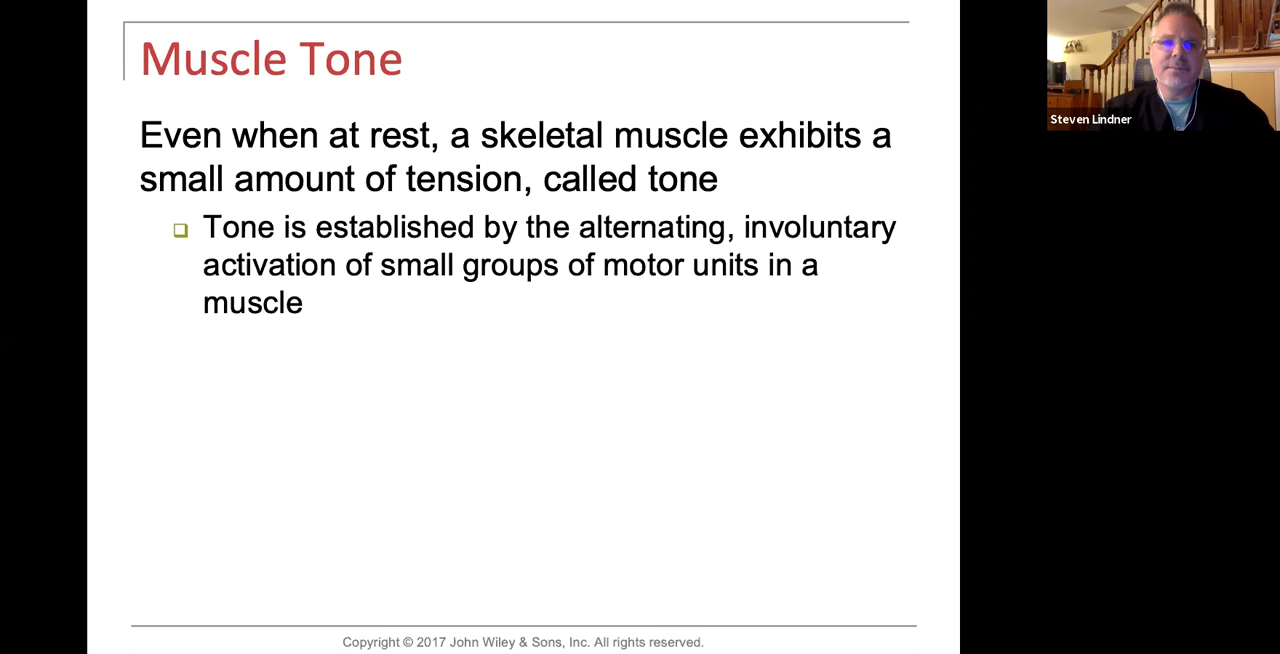 Muscle Tone
Even when at rest, a skeletal muscle exhibits a
small amount of tension, called tone
Tone is established by the alternating, involuntary
activation of small groups of motor units in a
muscle
Copyright © 2017 John Wiley & Sons, Inc. All rights reserved.
Steven Lindner